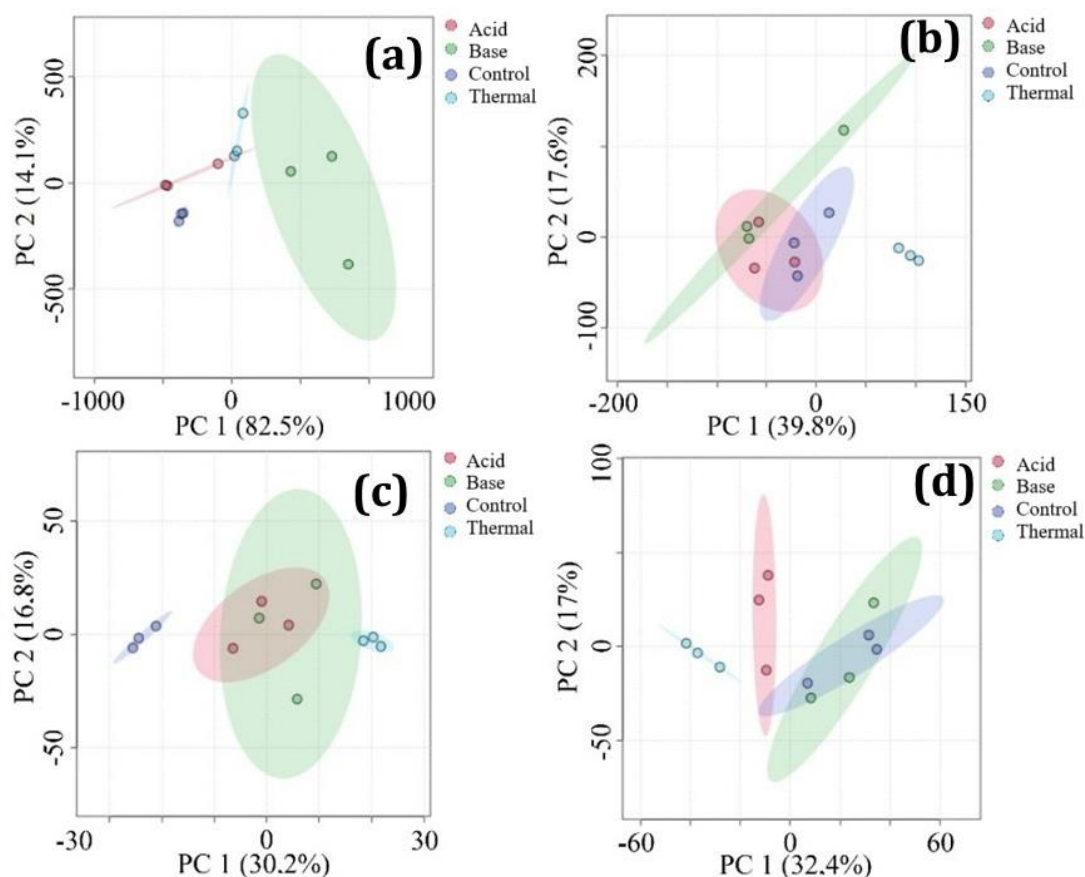 (a)
Acid
Base
Control
Thermal
500
0
-500
PC 2 (14.1%)
-1000
0
1000
PC 1 (82.5%)
(b)
Acid
Base
Control
Thermal
200
0
-100
PC 2 (17.6%)
-200
0
150
PC 1 (39.8%)
(c)
Acid
Base
Control
Thermal
50
0
-50
PC 2 (16.8%)
-30
0
30
PC 1 (30.2%)
(d)
Acid
Base
Control
Thermal
100
0
-50
PC 2 (17%)
-60
0
60
PC 1 (32.4%)